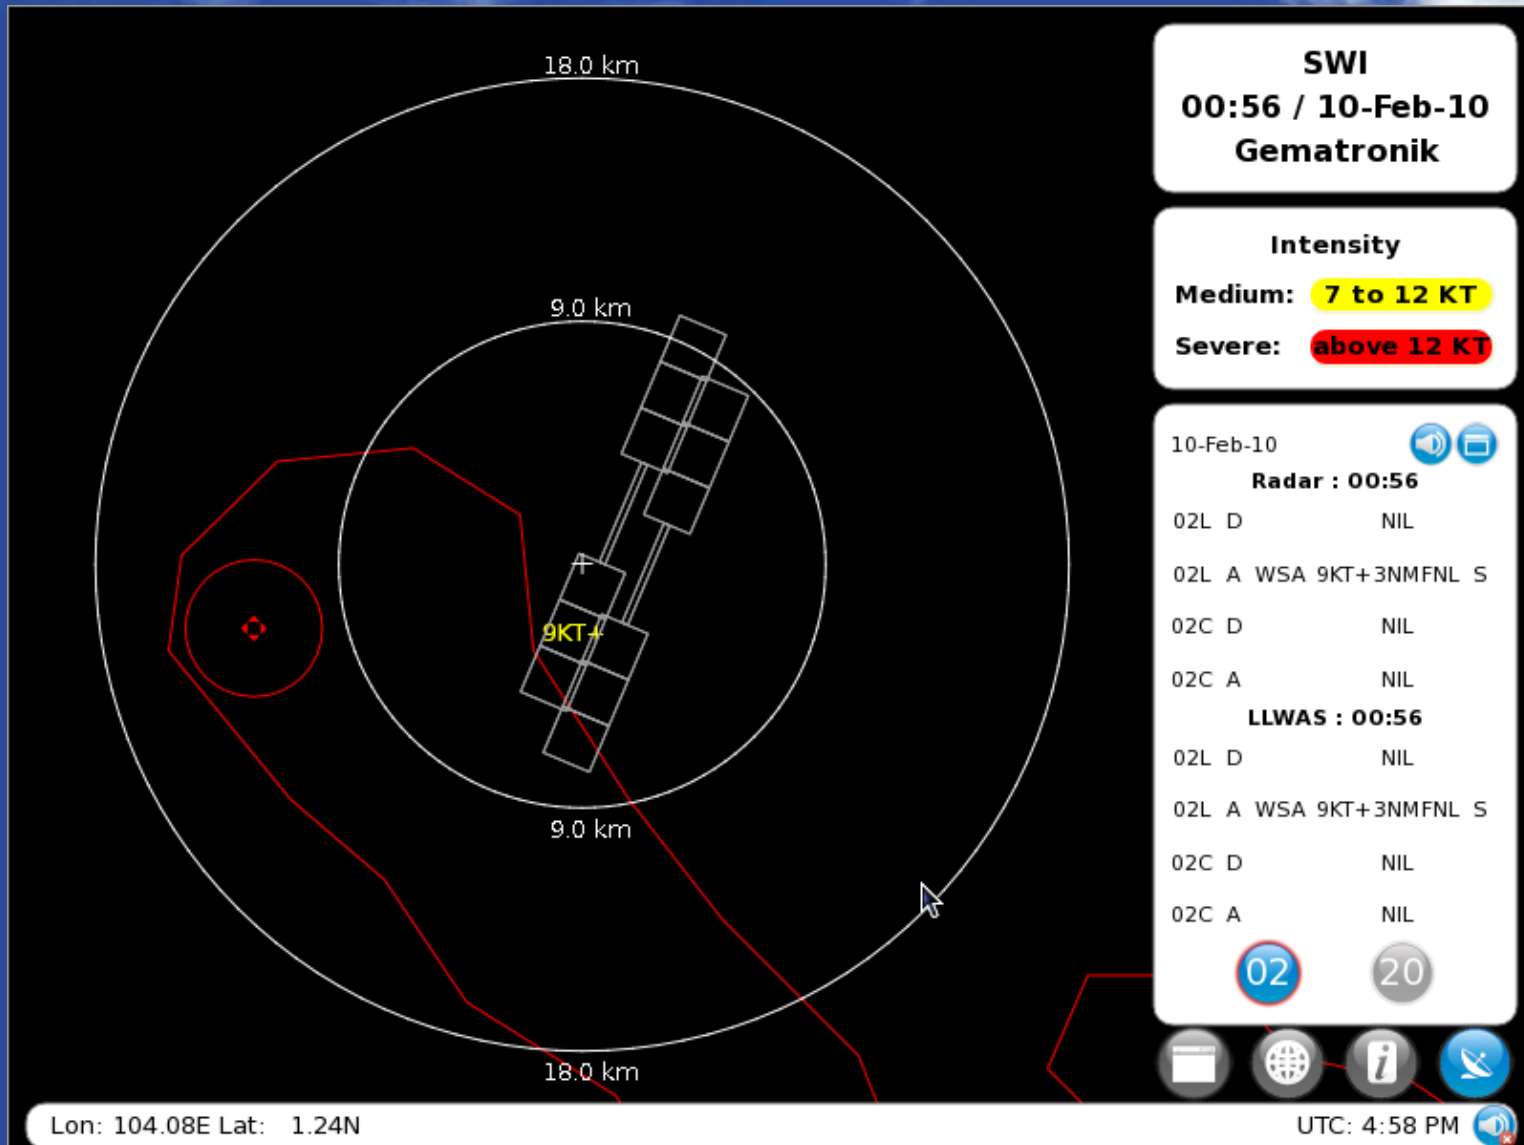 18.0 km
9.0 km
9KT+
9.0 km
18.0 km
SWI
00:56 / 10-Feb-10
Gematronik
Intensity
Medium: 7 to 12 KT
Severe: above 12 KT
10-Feb-10
Radar : 00:56
02L D NIL
02L A WSA 9KT+3NMFNL S
02C D NIL
02C A NIL
LLWAS : 00:56
02L D NIL
02L A WSA 9KT+3NMFNL S
02C D NIL
02C A NIL
02 20
i
Lon: 104.08E Lat: 1.24N UTC: 4:58 PM